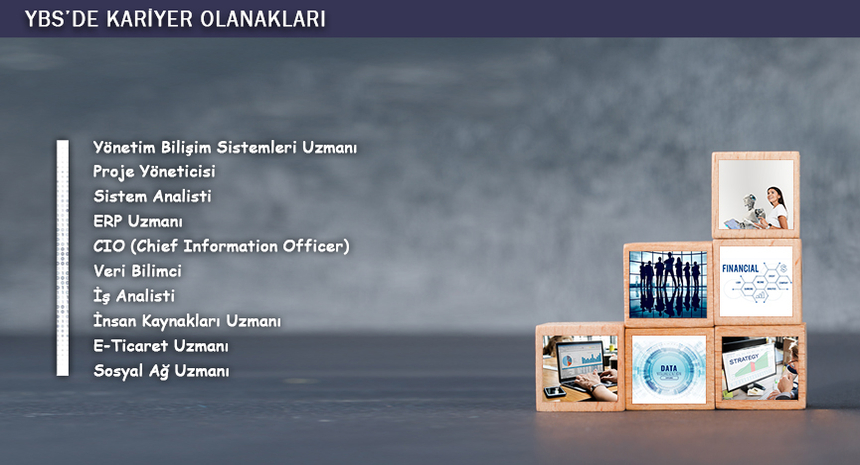 YBS'DE KARİYER OLANAKLARI
Yönetim Bilişim Sistemleri Uzmanı
Proje Yöneticisi
Sistem Analisti
ERP Uzmanı
CIO (Chief Information Officer)
Veri Bilimci
İş Analisti
İnsan Kaynakları Uzmanı
E-Ticaret Uzmanı
Sosyal Ağ Uzmanı
FINANCIAL
DATA
STRATEGY